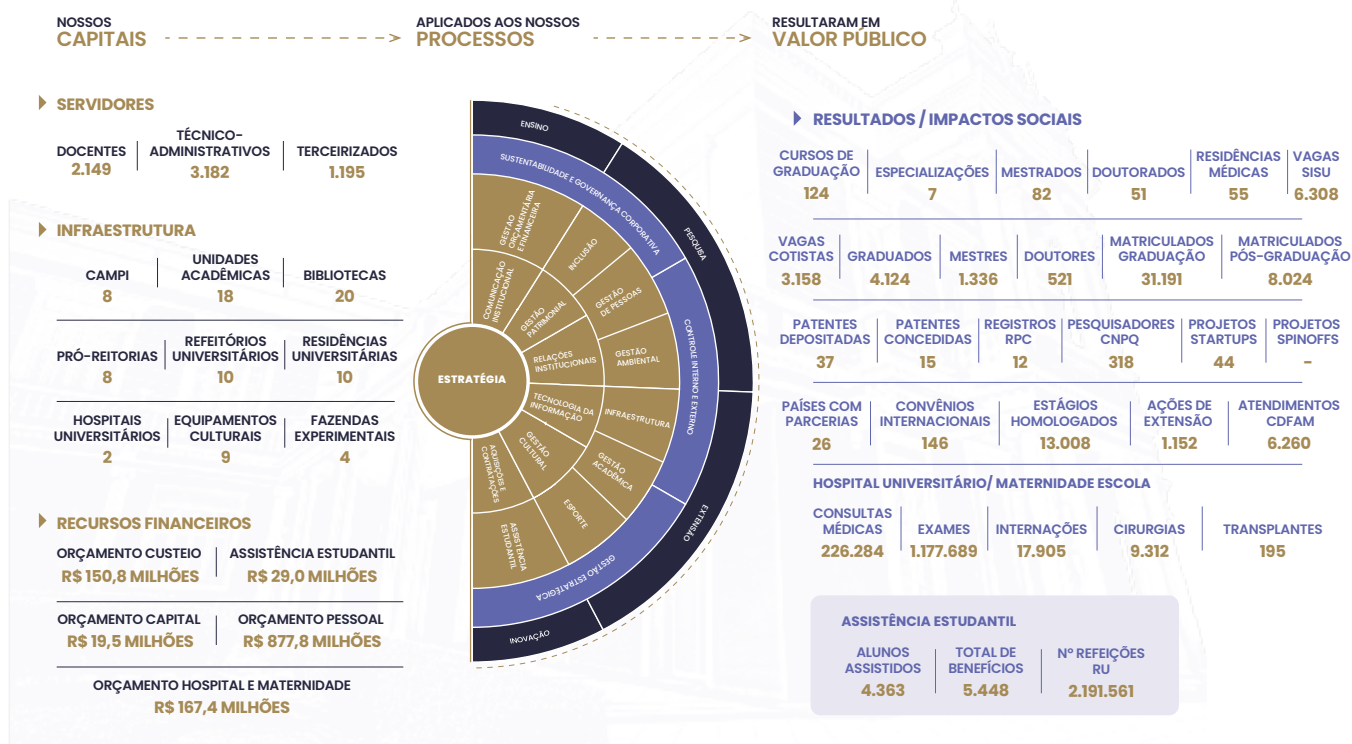 NOSSOS
CAPITAIS
APLICADOS AOS NOSSOS
PROCESSOS
RESULTARAM EM
VALOR PÚBLICO
SERVIDORES
DOCENTES
2.149
TÉCNICO-
ADMINISTRATIVOS
3.182
TERCEIRIZADOS
1.195
INFRAESTRUTURA
CAMPI
8
UNIDADES
ACADÊMICAS
18
BIBLIOTECAS
20
PRÓ-REITORIAS
8
REFEITÓRIOS
UNIVERSITÁRIOS
10
RESIDÊNCIAS
UNIVERSITÁRIAS
10
HOSPITAIS
UNIVERSITÁRIOS
2
EQUIPAMENTOS
CULTURAIS
9
FAZENDAS
EXPERIMENTAIS
4
RECURSOS FINANCEIROS
ORÇAMENTO CUSTEIO
R$ 150,8 MILHÕES
ASSISTÊNCIA ESTUDANTIL
R$ 29,0 MILHÕES
ORÇAMENTO CAPITAL
R$ 19,5 MILHÕES
ORÇAMENTO PESSOAL
R$ 877,8 MILHÕES
ORÇAMENTO HOSPITAL E MATERNIDADE
R$ 167,4 MILHÕES
ESTRATÉGIA
ENSINO
PESQUISA
EXTENSÃO
INOVAÇÃO
SUSTENTABILIDADE E GOVERNANÇA CORPORATIVA
CONTROLE INTERNO E EXTERNO
GESTÃO ESTRATÉGICA
GESTAO
ORÇAMENTÁRIA
E FINANCEIRA
INCLUSÃO
GESTÃO
DE PESSOAS
GESTÃO
AMBIENTAL
INFRAESTRUTURA
GESTÃO
ACADÊMICA
ESPORTE
ASSISTÊNCIA
ESTUDANTIL
COMUNICAÇÃO
INSTITUCIONAL
GESTÃO
PATRIMONIAL
RELAÇÕES
INSTITUCIONAIS
TECNOLOGIA DA
INFORMAÇÃO
GESTÃO
CULTURAL
AQUISIÇÕES E
CONTRATAÇÕES
RESULTADOS / IMPACTOS SOCIAIS
CURSOS DE
GRADUAÇÃO
124
ESPECIALIZAÇÕES
7
MESTRADOS
82
DOUTORADOS
51
RESIDÊNCIAS
MÉDICAS
55
VAGAS
SISU
6.308
VAGAS
COTISTAS
3.158
GRADUADOS
4.124
MESTRES
1.336
DOUTORES
521
MATRICULADOS
GRADUAÇÃO
31.191
MATRICULADOS
PÓS-GRADUAÇÃO
8.024
PATENTES
DEPOSITADAS
37
PATENTES
CONCEDIDAS
15
REGISTROS
RPC
12
PESQUISADORES
CNPQ
318
PROJETOS
STARTUPS
44
PROJETOS
SPINOFFS
-
PAÍSES COM
PARCERIAS
26
CONVÊNIOS
INTERNACIONAIS
146
ESTÁGIOS
HOMOLOGADOS
13.008
AÇÕES DE
EXTENSÃO
1.152
ATENDIMENTOS
CDFAM
6.260
HOSPITAL UNIVERSITÁRIO/ MATERNIDADE ESCOLA
CONSULTAS
MÉDICAS
226.284
EXAMES
1.177.689
INTERNAÇÕES
17.905
CIRURGIAS
9.312
TRANSPLANTES
195
ASSISTÊNCIA ESTUDANTIL
ALUNOS
ASSISTIDOS
4.363
TOTAL DE
BENEFÍCIOS
5.448
Nº REFEIÇÕES
RU
2.191.561